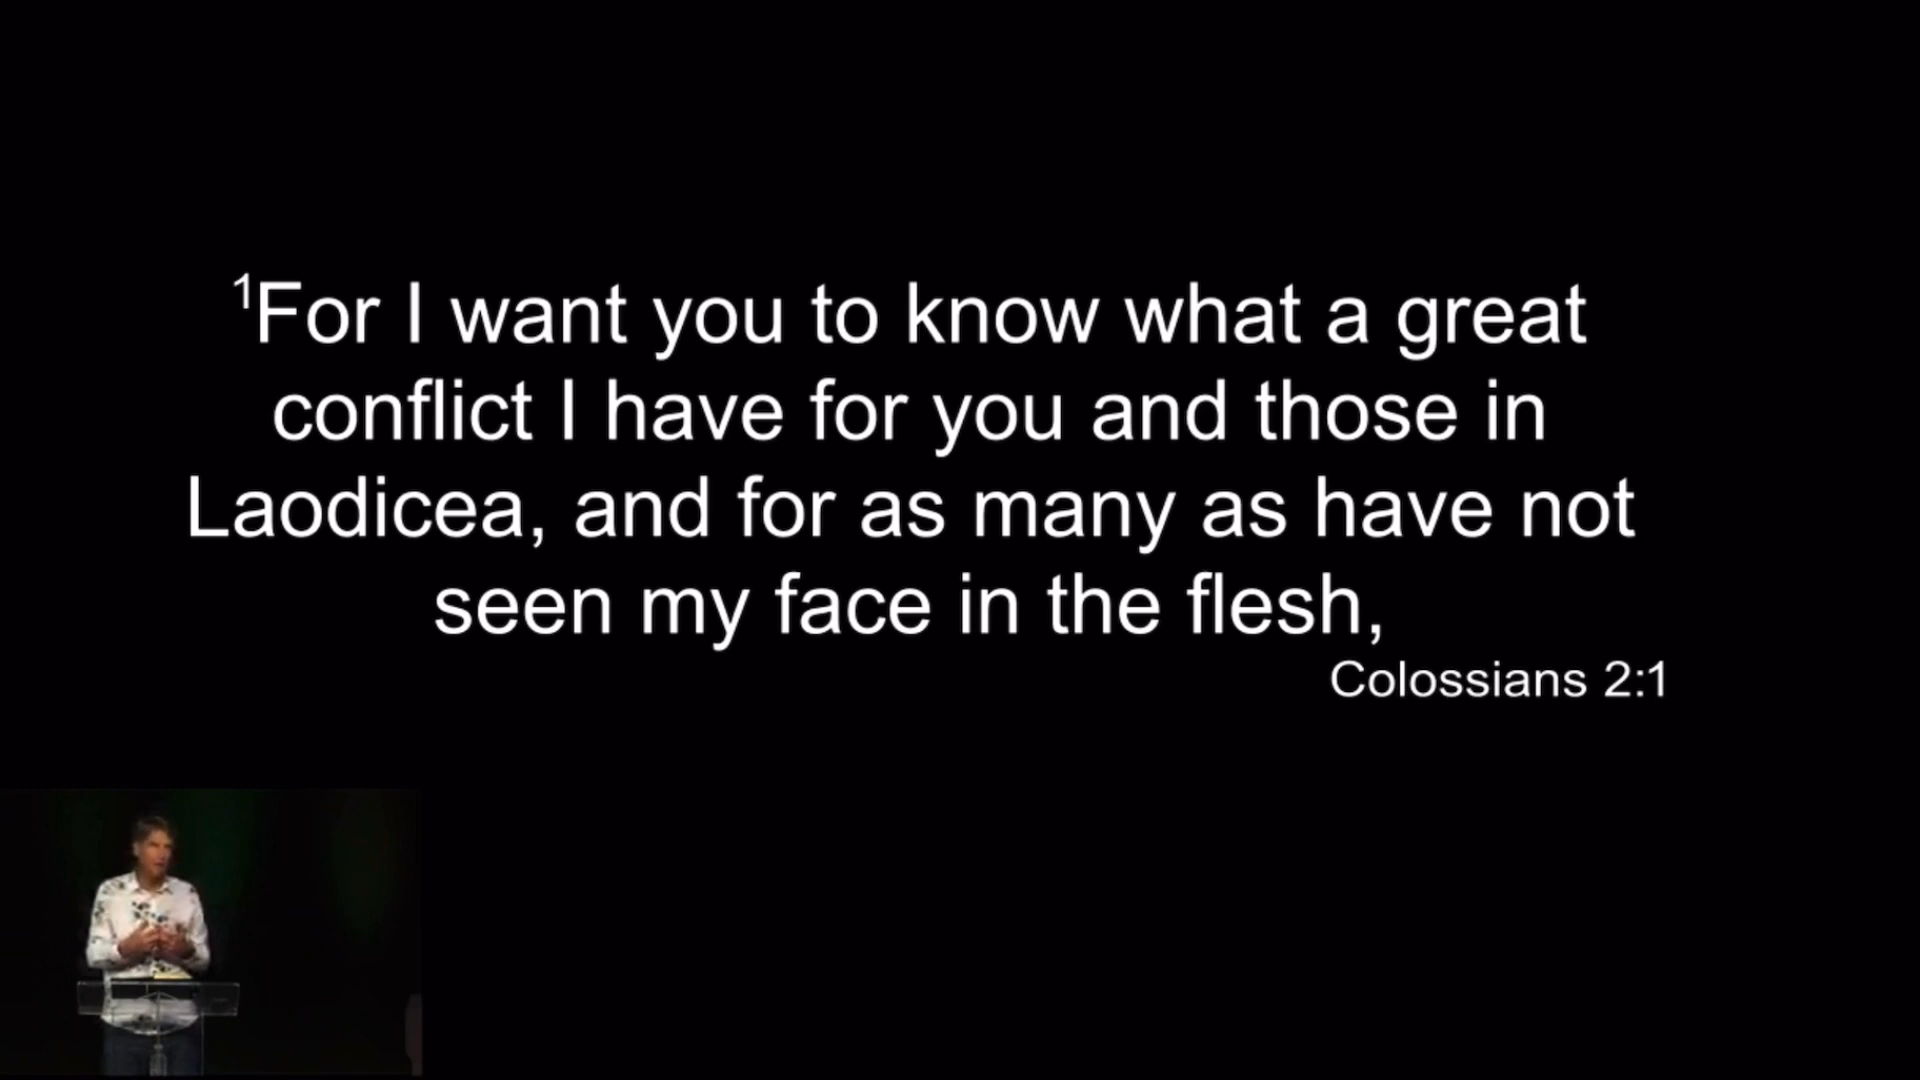 ¹For I want you to know what a great
conflict I have for you and those in
Laodicea, and for as many as have not
seen my face in the flesh,
Colossians 2:1